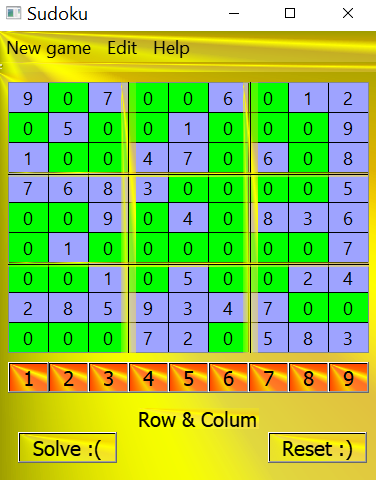 Sudoku
New game Edit Help
9 0 7 0 0 6 0 1 2
0 5 0 0 1 0 0 0 9
1 0 0 4 7 0 6 0 8
7 6 8 3 0 0 0 0 5
0 0 9 0 4 0 8 3 6
0 1 0 0 0 0 0 0 7
0 0 1 0 5 0 0 2 4
2 8 5 9 3 4 7 0 0
0 0 0 7 2 0 5 8 3
1 2 3 4 5 6 7 8 9
Row & Colum
Solve :( Reset :)